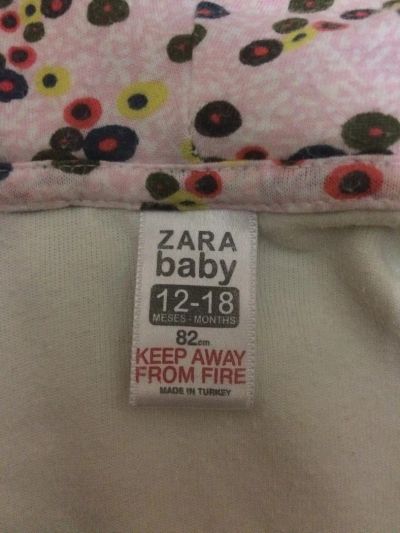 ZARA
baby
12-18
MESES - MONTHS
82cm
KEEP AWAY
FROM FIRE
MADE IN TURKEY